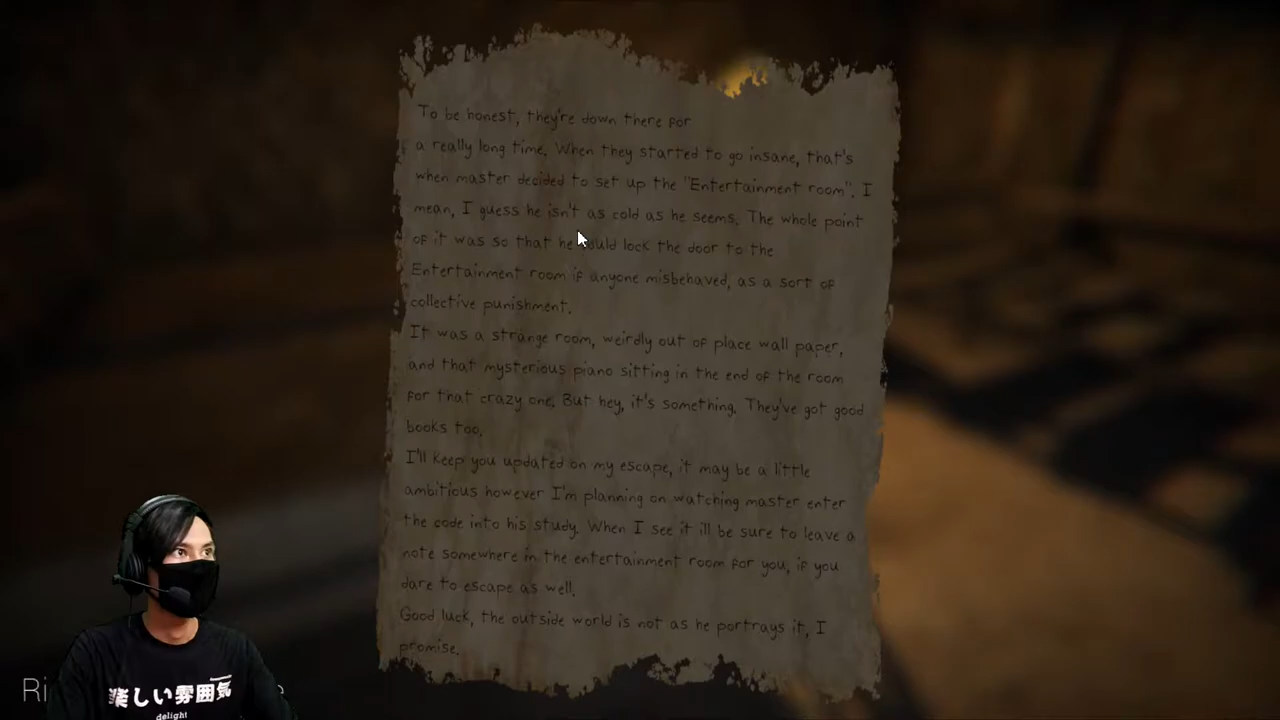 To be honest, they're down there for
a really long time. When they started to go insane, that's
when master decided to set up the "Entertainment room". I
mean, I guess he isn't as cold as he seems. The whole point
of it was so that he could lock the door to the
Entertainment room if anyone misbehaved, as a sort of
collective punishment.
It was a strange room, weirdly out of place wall paper,
and that mysterious piano sitting in the end of the room
for that crazy one. But hey, it's something. They've got good
books too.
I'll keep you updated on my escape, it may be a little
ambitious however I'm planning on watching master enter
the code into his study. When I see it ill be sure to leave a
note somewhere in the entertainment room for you, if you
dare to escape as well.
Good luck, the outside world is not as he portrays it, I
promise.
楽しい雰囲気
delight